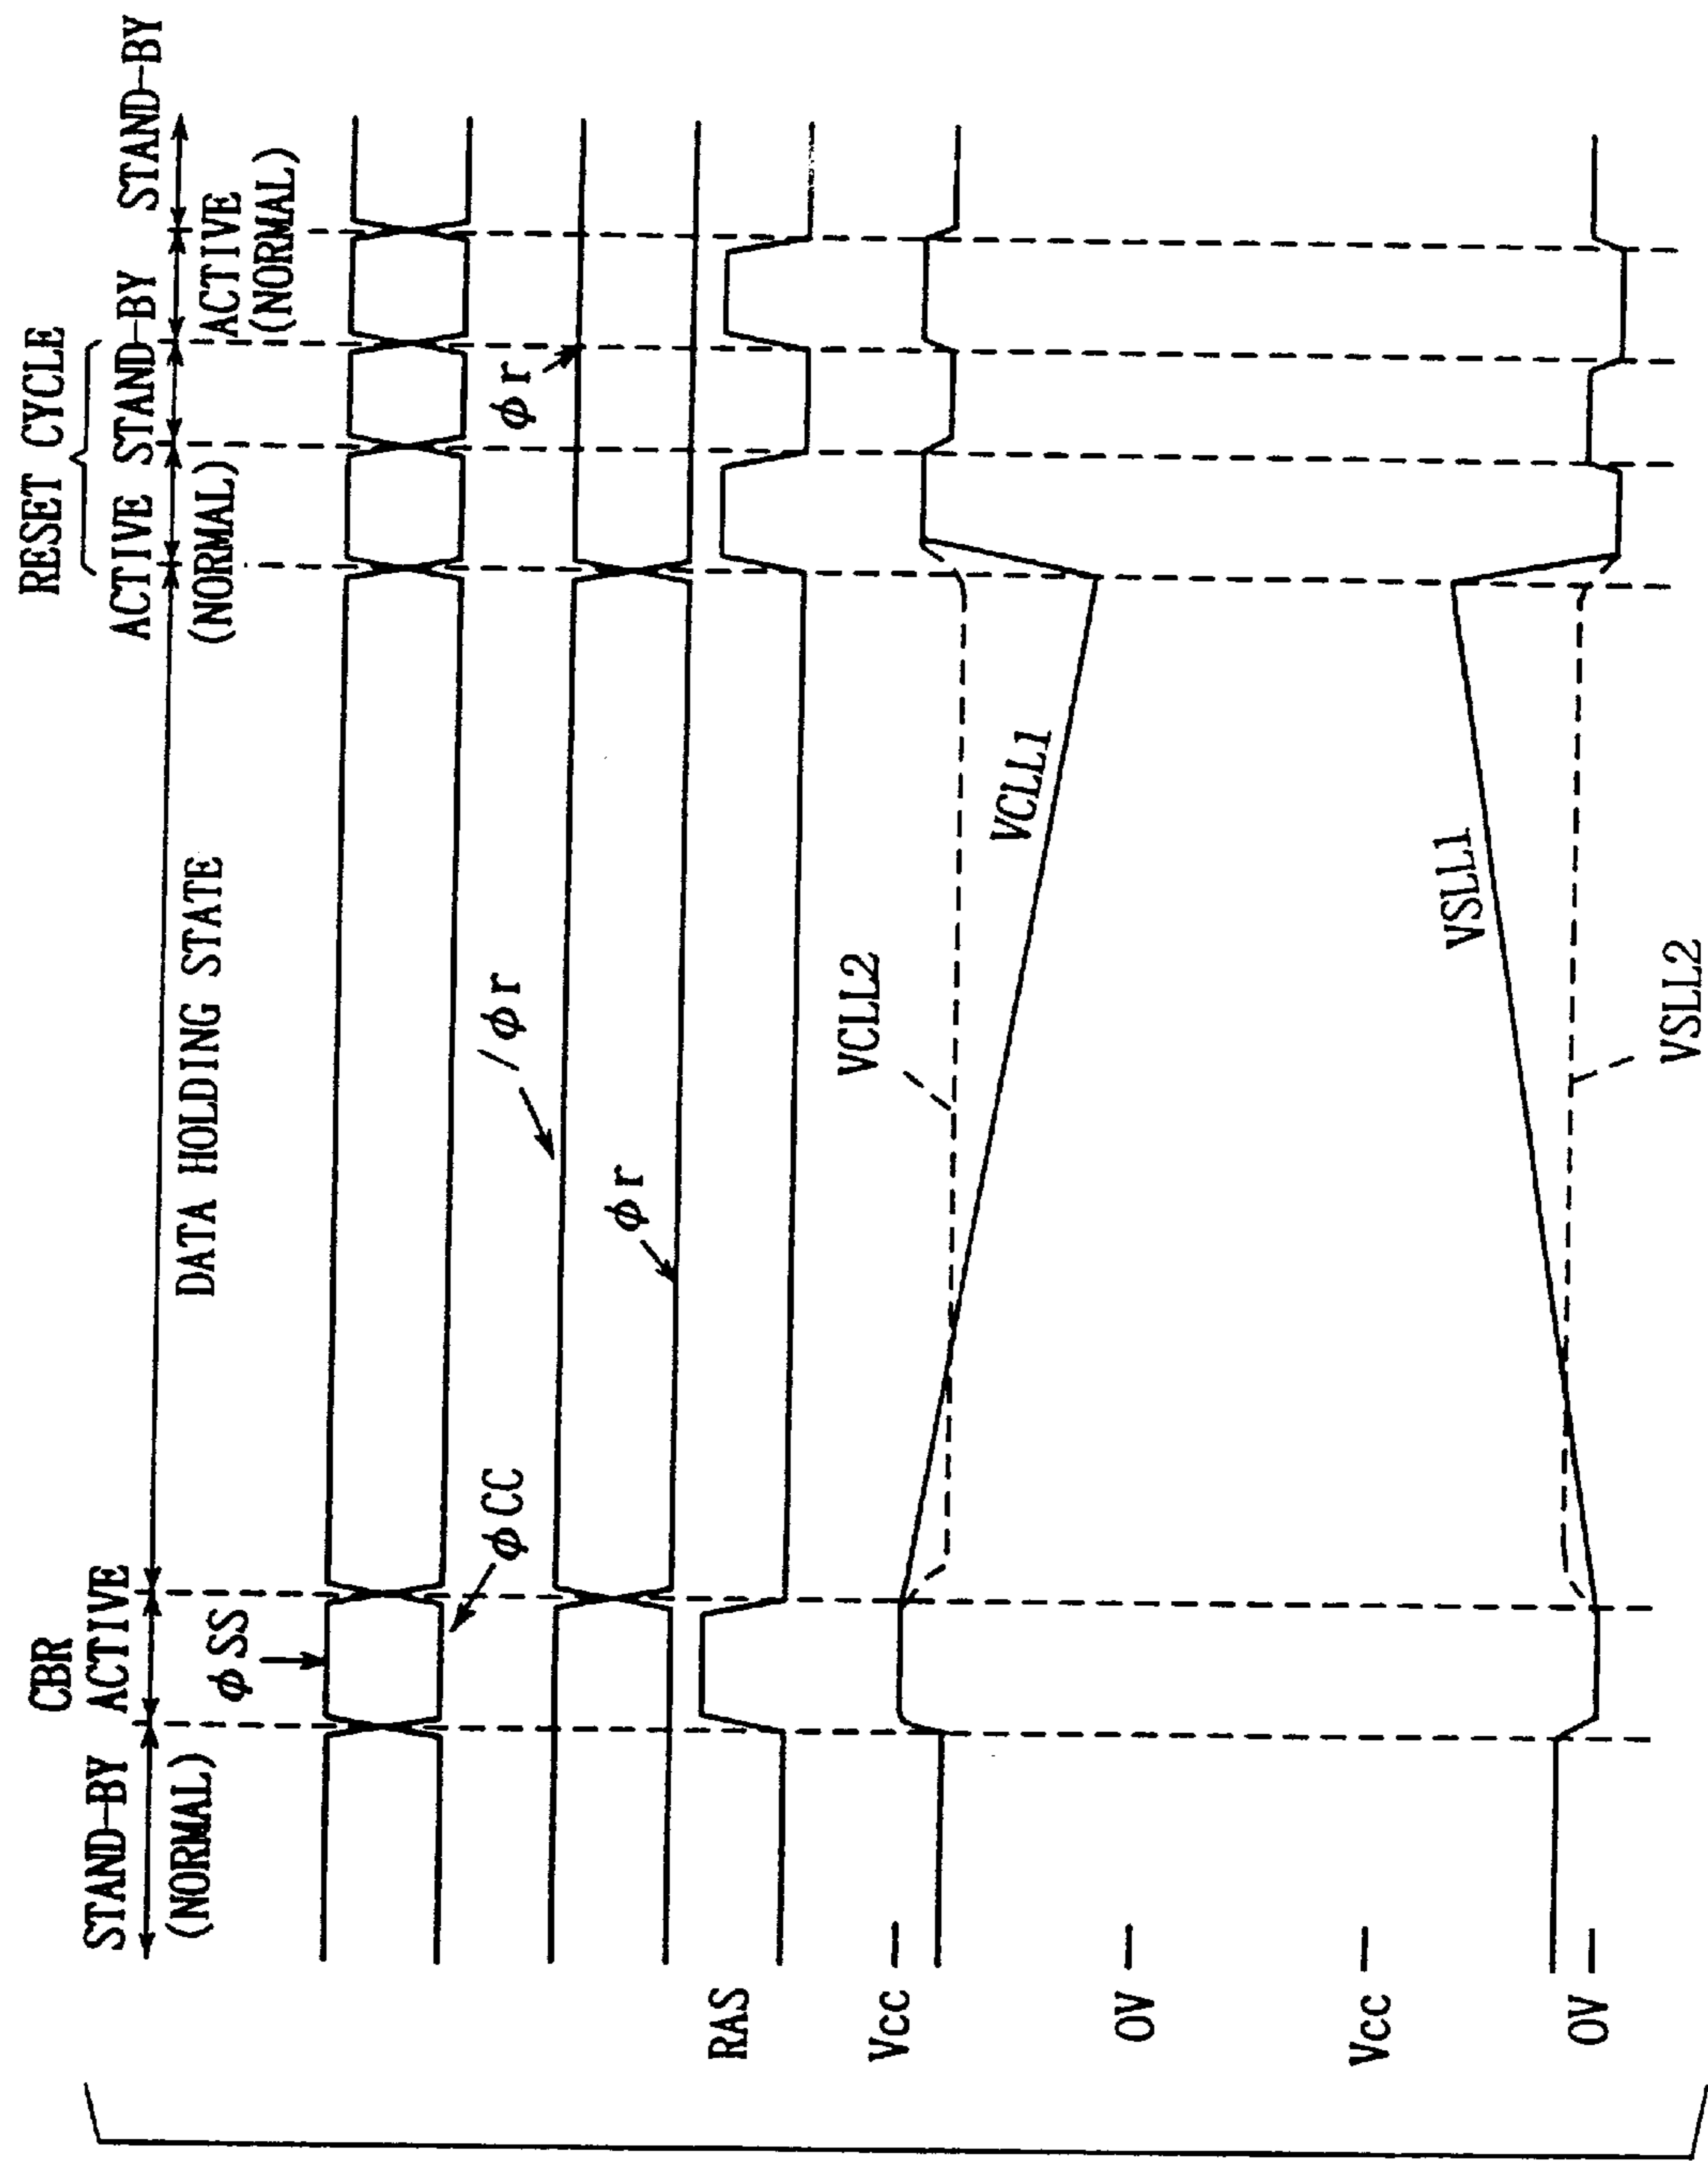 RESET CYCLE
CBR
STAND-BY
ACTIVE
ACTIVE
STAND-BY
STAND-BY
(NORMAL)
DATA HOLDING STATE
(NORMAL)
ACTIVE
(NORMAL)
φSS
φCC
/φr
φr
φr
RAS
Vcc
VCLL2
VCLL1
0V
Vcc
VSLL1
0V
VSLL2